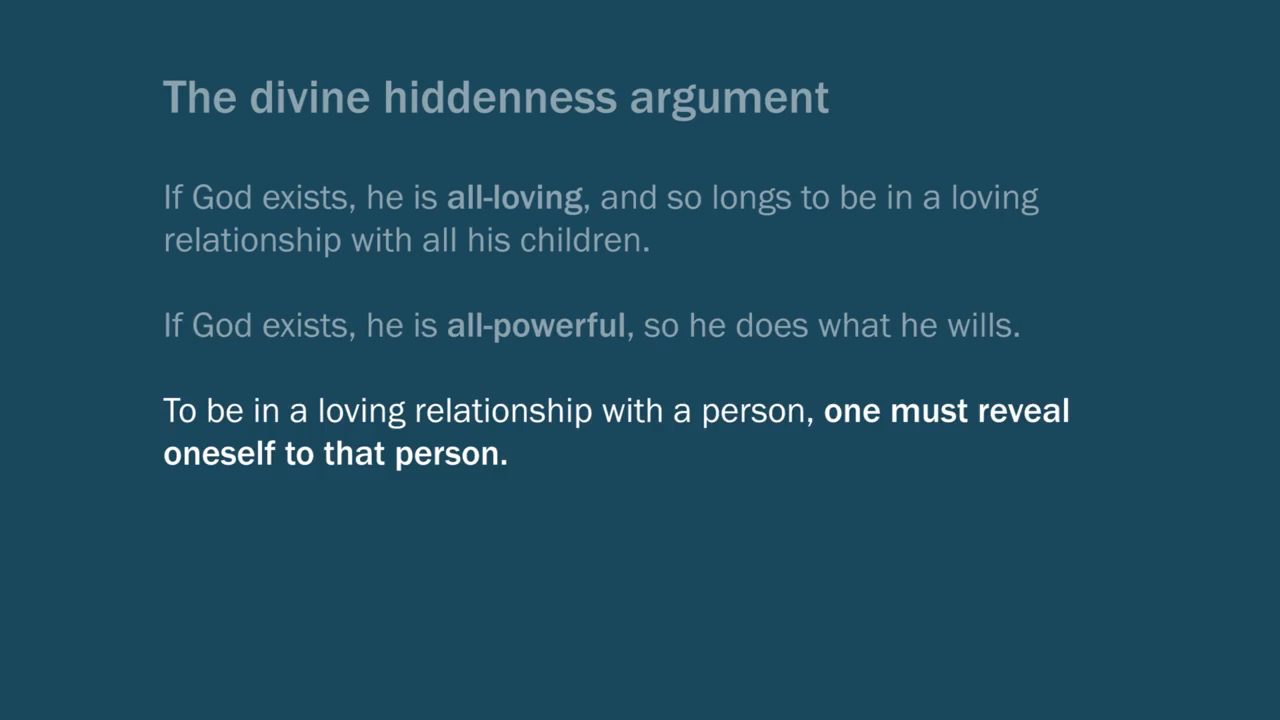 The divine hiddenness argument
If God exists, he is all-loving, and so longs to be in a loving
relationship with all his children.
If God exists, he is all-powerful, so he does what he wills.
To be in a loving relationship with a person, one must reveal
oneself to that person.